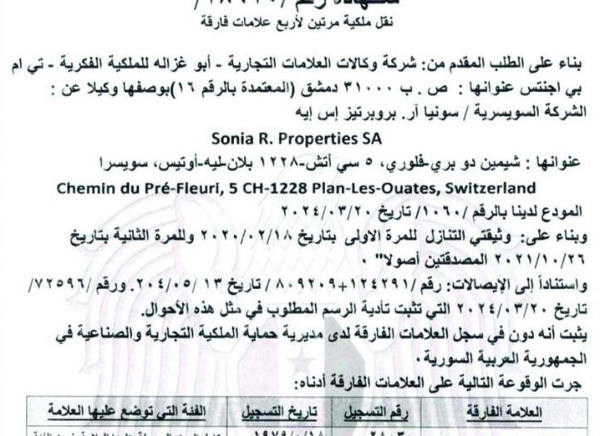 نقل ملكية مرتين لأربع علامات فارقة
بناء على الطلب المقدم من: شركة وكالات العلامات التجارية - أبو غزاله للملكية الفكرية - تي ام
بي اجنتس عنوانها : ص . ب ٣١٠٠٠ دمشق (المعتمدة بالرقم ١٦)بوصفها وكيلا عن :
الشركة السويسرية / سونيا آر. بروبرتيز إس إيه
Sonia R. Properties SA
عنوانها : شيمين دو بري-فلوري، ٥ سي أتش-١٢٢٨ بلان-ليه-أوتيس، سويسرا
Chemin du Pré-Fleuri, 5 CH-1228 Plan-Les-Ouates, Switzerland
المودع لدينا بالرقم /١٠٦٠/ تاريخ ٢٠٢٤/٠٣/٢٠
وبناء على: وثيقتي التنازل للمرة الاولى بتاريخ ٢٠٢٠/٠٢/١٨ وللمرة الثانية بتاريخ
٢٠٢١/١٠/٢٦ المصدقتين أصولا" .
واستناداً إلى الإيصالات: رقم /١٢٤٢٩١+٨٠٩٢٠٩/ تاريخ ١٣ /٢٠٤/٠٥. ورقم /٧٢٥٩٦/
تاريخ ٢٠٢٤/٠٣/٢٠ التي تثبت تأدية الرسم المطلوب في مثل هذه الأحوال.
يثبت أنه دون في سجل العلامات الفارقة لدى مديرية حماية الملكية التجارية والصناعية في
الجمهورية العربية السورية .
جرت الوقوعة التالية على العلامات الفارقة أدناه:
العلامة الفارقة رقم التسجيل تاريخ التسجيل الفئة التي توضع عليها العلامة